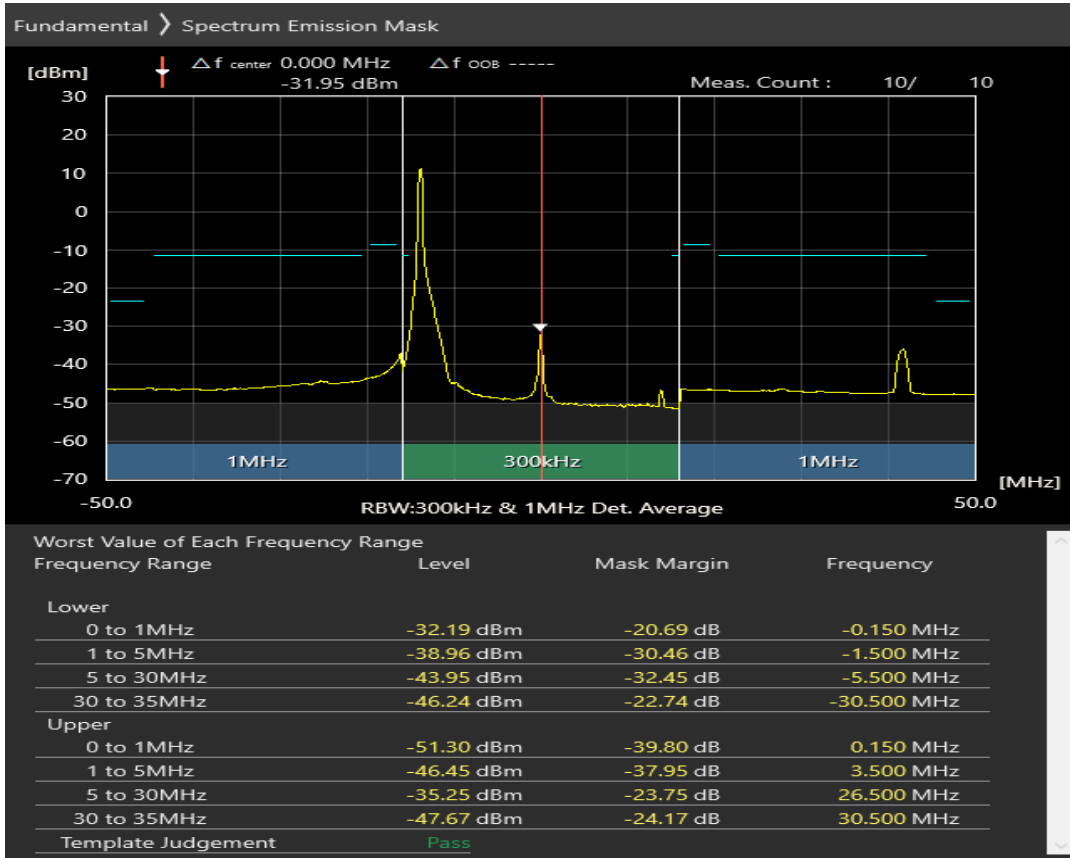 Fundamental ❭ Spectrum Emission Mask
[dBm] △f center 0.000 MHz △f OOB -----
-31.95 dBm Meas. Count : 10/ 10
30
20
10
0
-10
-20
-30
-40
-50
-60
-70
1MHz 300kHz 1MHz
[MHz]
-50.0 RBW:300kHz & 1MHz Det. Average 50.0
Worst Value of Each Frequency Range
Frequency Range Level Mask Margin Frequency
Lower
0 to 1MHz -32.19 dBm -20.69 dB -0.150 MHz
1 to 5MHz -38.96 dBm -30.46 dB -1.500 MHz
5 to 30MHz -43.95 dBm -32.45 dB -5.500 MHz
30 to 35MHz -46.24 dBm -22.74 dB -30.500 MHz
Upper
0 to 1MHz -51.30 dBm -39.80 dB 0.150 MHz
1 to 5MHz -46.45 dBm -37.95 dB 3.500 MHz
5 to 30MHz -35.25 dBm -23.75 dB 26.500 MHz
30 to 35MHz -47.67 dBm -24.17 dB 30.500 MHz
Template Judgement Pass